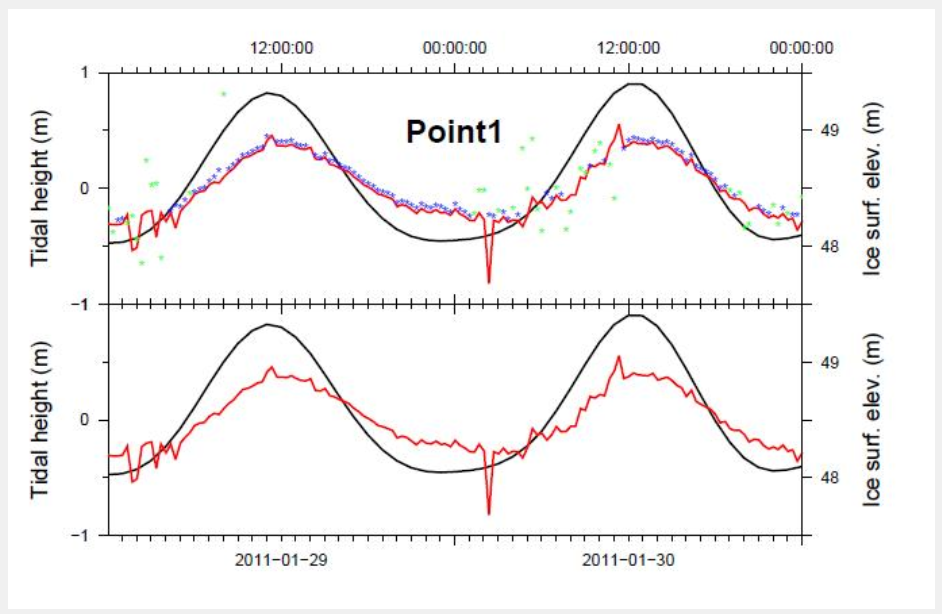 12:00:00 00:00:00 12:00:00 00:00:00
1
Point1
49
Tidal height (m)
Ice surf. elev. (m)
0
48
−1
49
Tidal height (m)
Ice surf. elev. (m)
0
48
−1
2011−01−29 2011−01−30